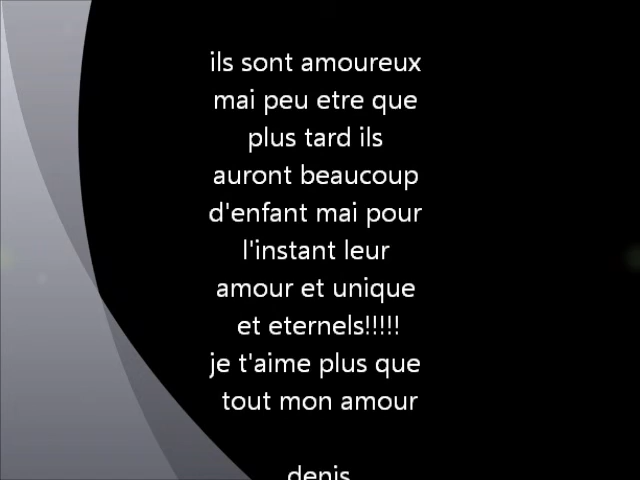 ils sont amoureux
mai peu etre que
plus tard ils
auront beaucoup
d'enfant mai pour
l'instant leur
amour et unique
et eternels!!!!!
je t'aime plus que
tout mon amour
denis